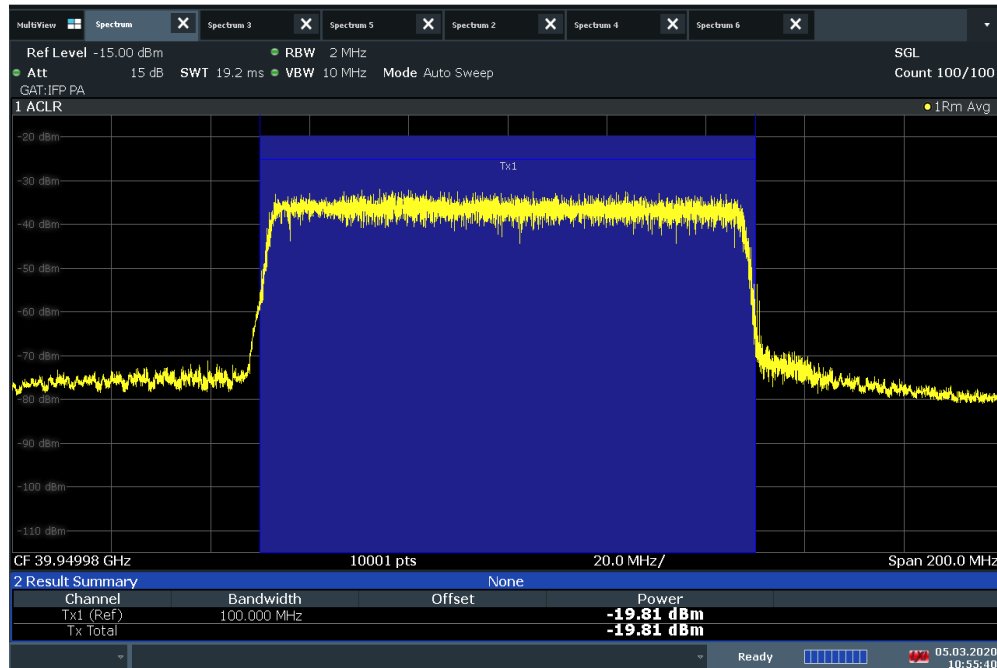 MultiView Spectrum X Spectrum 3 X Spectrum 5 X Spectrum 2 X Spectrum 4 X Spectrum 6 X
Ref Level -15.00 dBm RBW 2 MHz SGL
Att 15 dB SWT 19.2 ms VBW 10 MHz Mode Auto Sweep Count 100/100
GAT:IFP PA
1 ACLR 1Rm Avg
-20 dBm
Tx1
-30 dBm
-40 dBm
-50 dBm
-60 dBm
-70 dBm
-80 dBm
-90 dBm
-100 dBm
-110 dBm
CF 39.94998 GHz 10001 pts 20.0 MHz/ Span 200.0 MHz
2 Result Summary None
Channel Bandwidth Offset Power
Tx1 (Ref) 100.000 MHz -19.81 dBm
Tx Total -19.81 dBm
Ready 05.03.2020
10:55:40